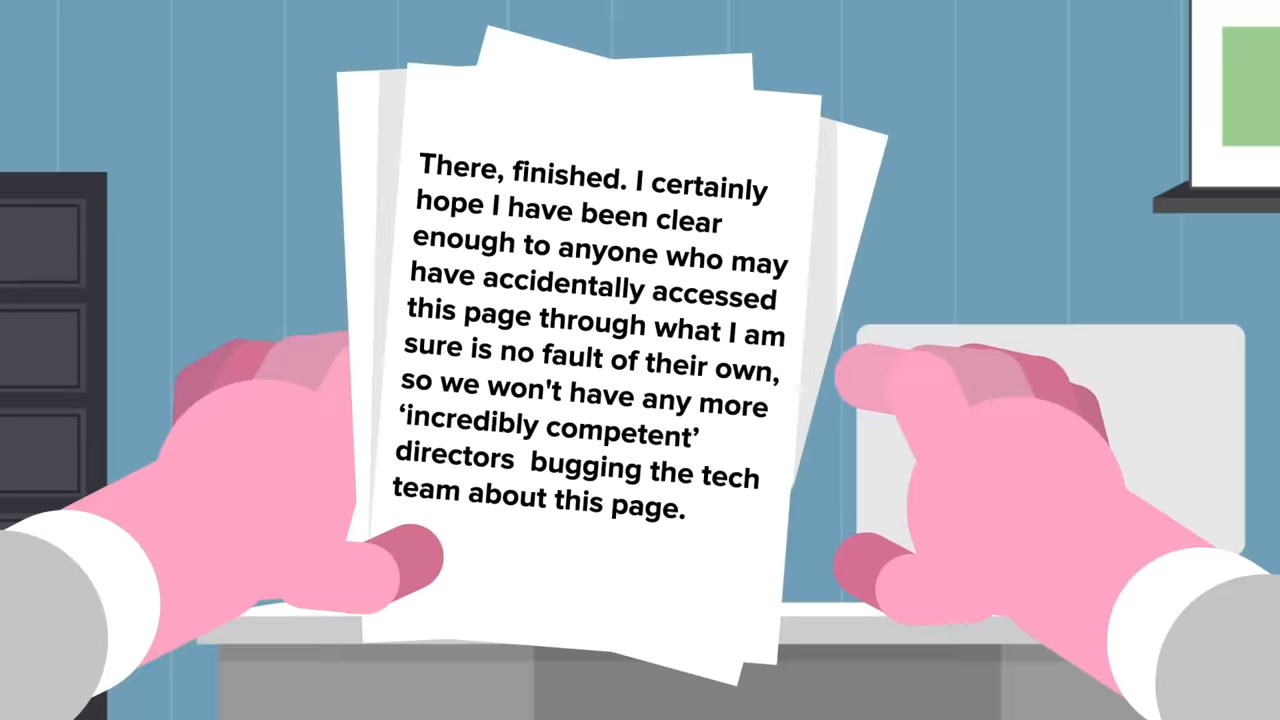 There, finished. I certainly
hope I have been clear
enough to anyone who may
have accidentally accessed
this page through what I am
sure is no fault of their own,
so we won't have any more
‘incredibly competent’
directors  bugging the tech
team about this page.